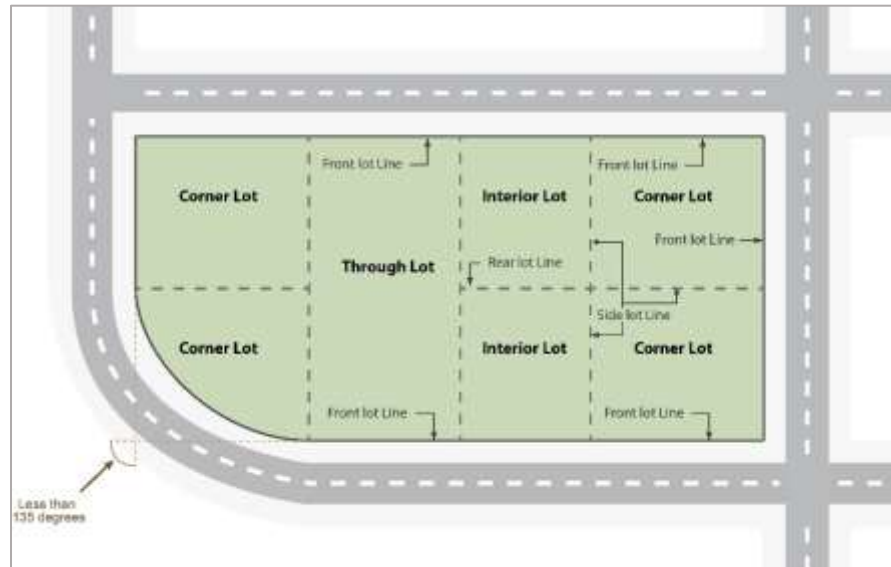 Front lot Line
Front lot Line
Corner Lot
Interior Lot
Corner Lot
Front lot Line
Through Lot
Rear lot Line
Side lot Line
Corner Lot
Interior Lot
Corner Lot
Front lot Line
Front lot Line
Less than
135 degrees